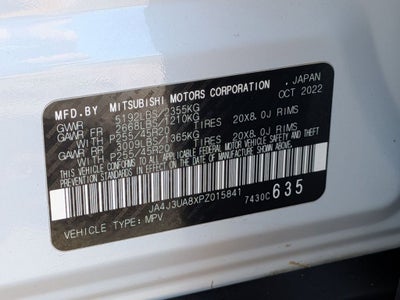 MFD.BY MITSUBISHI MOTORS CORPORATION, JAPAN
GVWR 5192LBS/2355KG OCT 2022
GAWR FR 2668LBS/1210KG
WITH P255/45R20 TIRES 20X8.0J RIMS
GAWR RR 3009LBS/1365KG
WITH P255/45R20 TIRES 20X8.0J RIMS
THIS VEHICLE CONFORMS TO ALL APPLICABLE FEDERAL MOTOR VEHICLE
SAFETY, BUMPER, AND THEFT PREVENTION STANDARDS IN EFFECT ON THE
DATE OF MANUFACTURE SHOWN ABOVE.
JA4J3UA8XPZ015841 7430C 635
VEHICLE TYPE: MPV